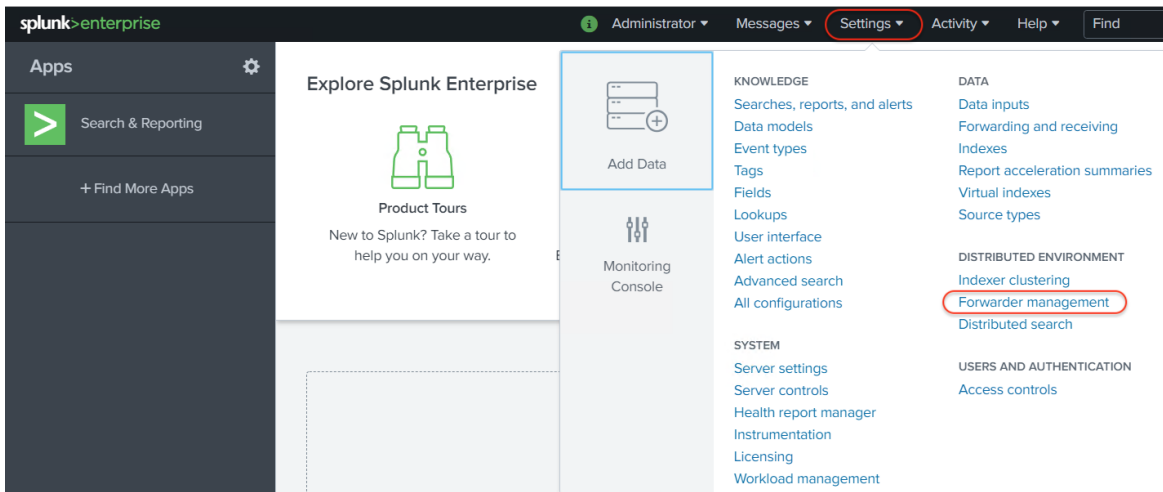 splunk>enterprise
i Administrator ▾ Messages ▾ Settings ▾ Activity ▾ Help ▾ Find
Apps
Search & Reporting
+ Find More Apps
Explore Splunk Enterprise
Product Tours
New to Splunk? Take a tour to
help you on your way.
E
Add Data
Monitoring
Console
KNOWLEDGE
Searches, reports, and alerts
Data models
Event types
Tags
Fields
Lookups
User interface
Alert actions
Advanced search
All configurations
SYSTEM
Server settings
Server controls
Health report manager
Instrumentation
Licensing
Workload management
DATA
Data inputs
Forwarding and receiving
Indexes
Report acceleration summaries
Virtual indexes
Source types
DISTRIBUTED ENVIRONMENT
Indexer clustering
Forwarder management
Distributed search
USERS AND AUTHENTICATION
Access controls